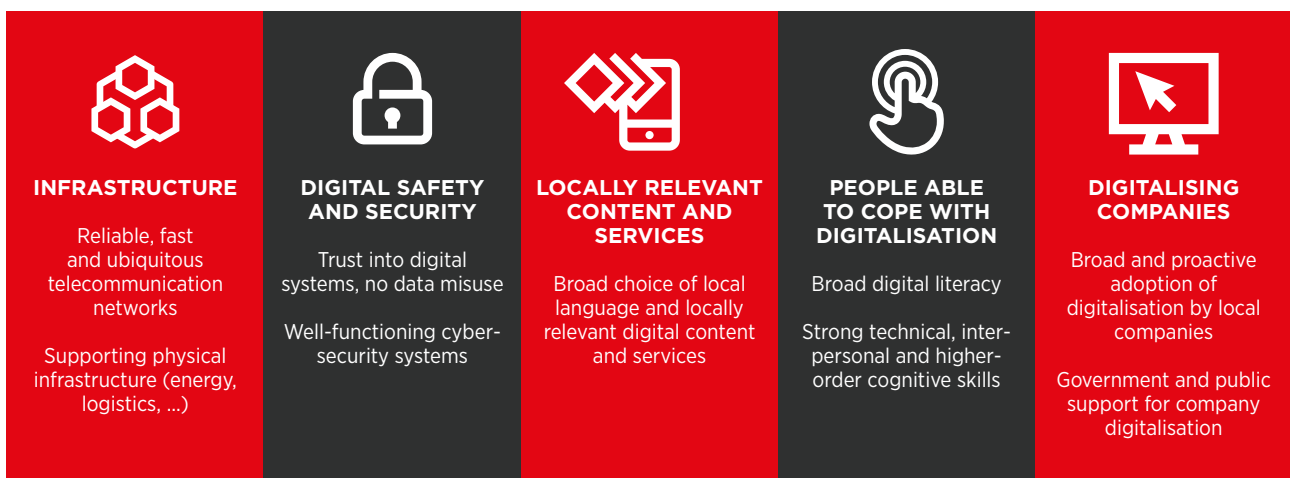 INFRASTRUCTURE
Reliable, fast
and ubiquitous
telecommunication
networks
Supporting physical
infrastructure (energy,
logistics, ...)
DIGITAL SAFETY
AND SECURITY
Trust into digital
systems, no data misuse
Well-functioning cyber-
security systems
LOCALLY RELEVANT
CONTENT AND
SERVICES
Broad choice of local
language and locally
relevant digital content
and services
PEOPLE ABLE
TO COPE WITH
DIGITALISATION
Broad digital literacy
Strong technical, inter-
personal and higher-
order cognitive skills
DIGITALISING
COMPANIES
Broad and proactive
adoption of
digitalisation by local
companies
Government and public
support for company
digitalisation